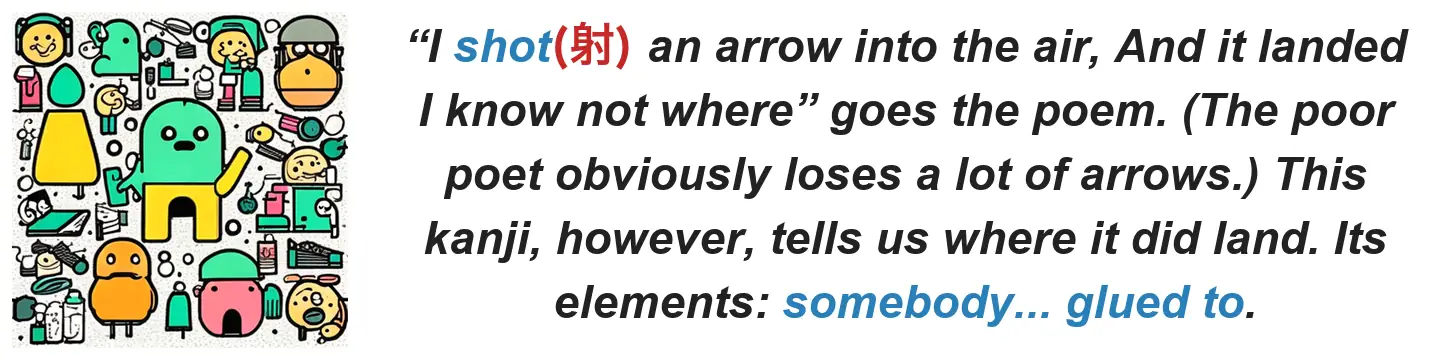 “I shot(射) an arrow into the air, And it landed
I know not where” goes the poem. (The poor
poet obviously loses a lot of arrows.) This
kanji, however, tells us where it did land. Its
elements: somebody... glued to.